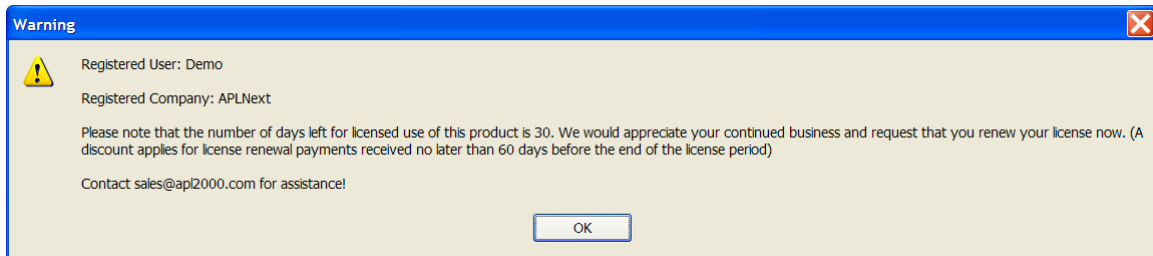 Warning
Registered User: Demo
Registered Company: APLNext
Please note that the number of days left for licensed use of this product is 30. We would appreciate your continued business and request that you renew your license now. (A
discount applies for license renewal payments received no later than 60 days before the end of the license period)
Contact sales@apl2000.com for assistance!
OK